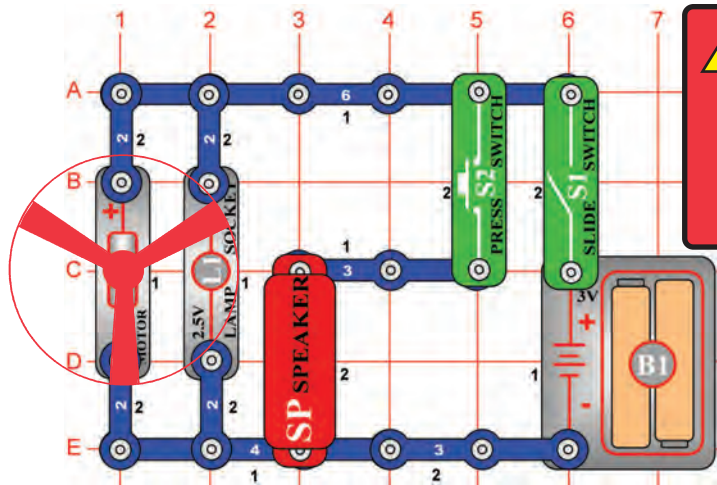 1 2 3 4 5 6 7
A
6
1
2 2
2 2
B
+
SOCKET
L1
2.5V LAMP
1
MOTOR
1
2
S2
PRESS SWITCH
2
S1
SLIDE SWITCH
C
1
3
3V
+
-
B1
1
D
SP SPEAKER
2
2 2
2 2
E
4
1
3
2